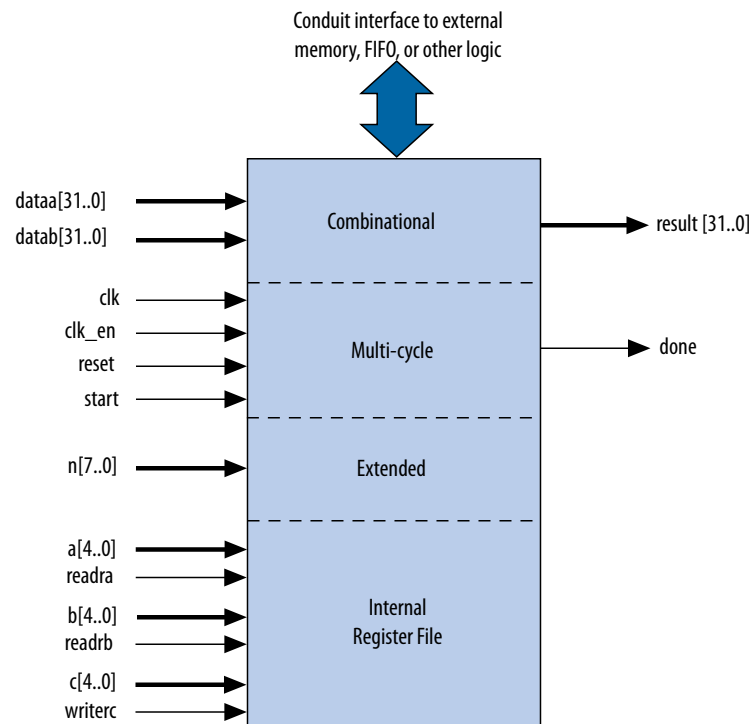 Conduit interface to external
memory, FIFO, or other logic
dataa[31..0]
datab[31..0]
Combinational
result [31..0]
clk
clk_en
reset
start
Multi-cycle
done
n[7..0]
Extended
a[4..0]
readra
b[4..0]
readrb
c[4..0]
writerc
Internal
Register File